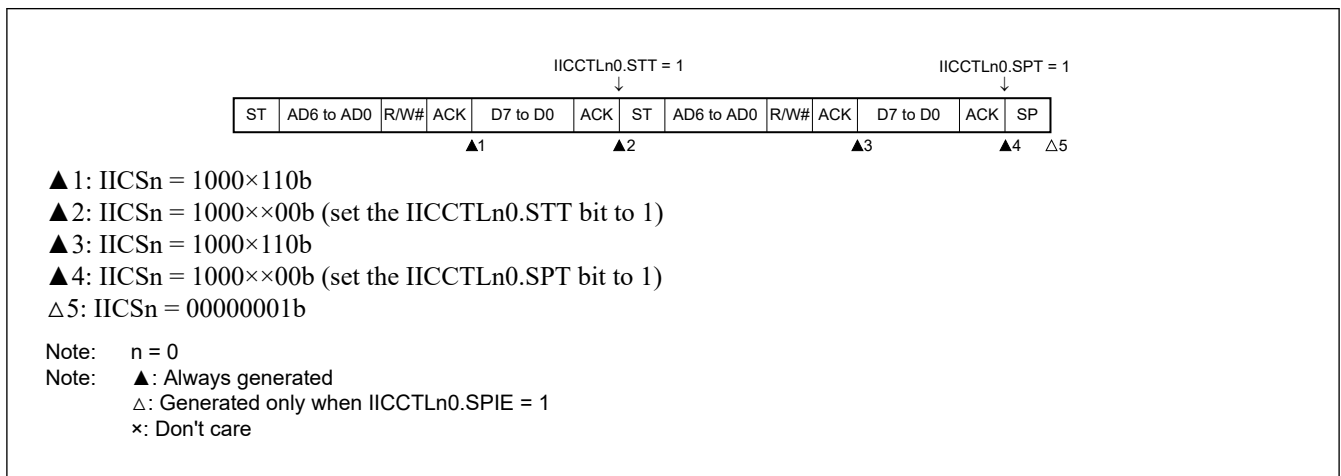 IICCTLn0.STT = 1 IICCTLn0.SPT = 1
↓ ↓
ST AD6 to AD0 R/W# ACK D7 to D0 ACK ST AD6 to AD0 R/W# ACK D7 to D0 ACK SP
▲1 ▲2 ▲3 ▲4 △5
▲1: IICSn = 1000×110b
▲2: IICSn = 1000××00b (set the IICCTLn0.STT bit to 1)
▲3: IICSn = 1000×110b
▲4: IICSn = 1000××00b (set the IICCTLn0.SPT bit to 1)
△5: IICSn = 00000001b
Note: n = 0
Note: ▲: Always generated
△: Generated only when IICCTLn0.SPIE = 1
×: Don't care